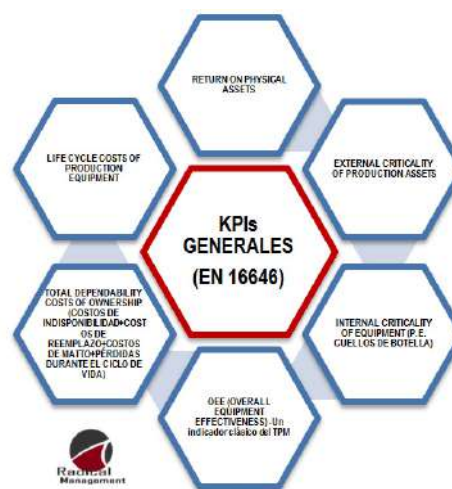 RETURN ON PHYSICAL
ASSETS
LIFE CYCLE COSTS OF
PRODUCTION
EQUIPMENT
EXTERNAL CRITICALITY
OF PRODUCTION ASSETS
KPIs
GENERALES
(EN 16646)
TOTAL DEPENDABILITY
COSTS OF OWNERSHIP
(COSTOS DE
INDISPONIBILIDAD+COST
OS DE
REEMPLAZO+COSTOS
DE MATTO+PÉRDIDAS
DURANTE EL CICLO DE
VIDA)
INTERNAL CRITICALITY
OF EQUIPMENT (P.E.
CUELLOS DE BOTELLA)
OEE (OVERALL
EQUIPMENT
EFFECTIVENESS)-Un
indicador clásico del TPM
Radical
Management